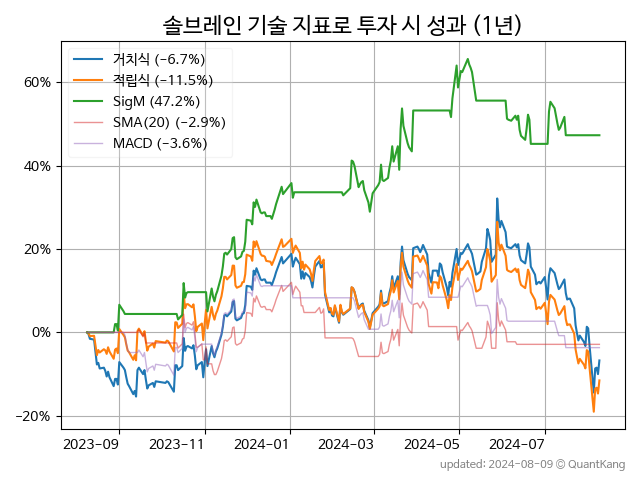 솔브레인 기술 지표로 투자 시 성과 (1년)
거치식 (-6.7%)
적립식 (-11.5%)
SigM (47.2%)
SMA(20) (-2.9%)
MACD (-3.6%)
60%
40%
20%
0%
-20%
2023-09 2023-11 2024-01 2024-03 2024-05 2024-07
updated: 2024-08-09 © QuantKang